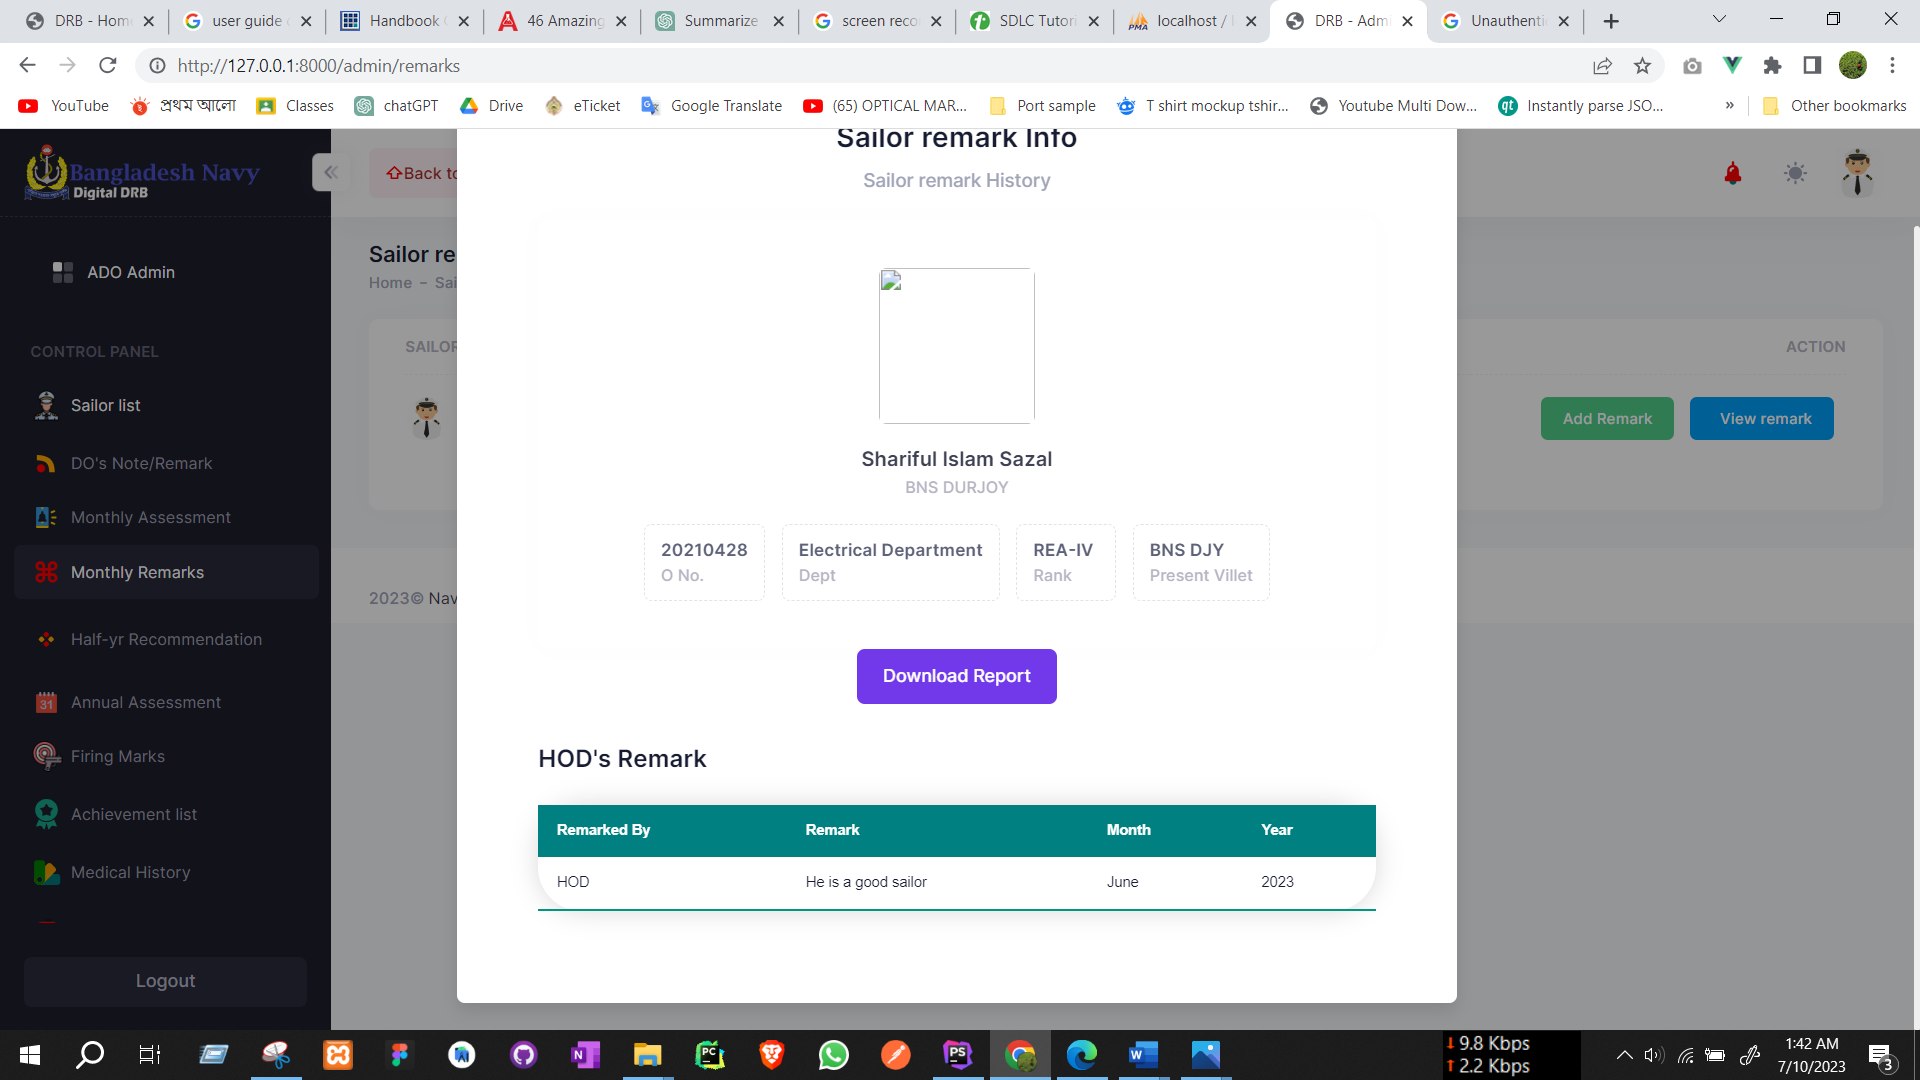 DRB - Home
user guide
Handbook
46 Amazing
Summarize
screen reco
SDLC Tutori
localhost /
DRB - Adm
Unauthenti
http://127.0.0.1:8000/admin/remarks
YouTube
প্রথম আলো
Classes
chatGPT
Drive
eTicket
Google Translate
(65) OPTICAL MAR...
Port sample
T shirt mockup tshir...
Youtube Multi Dow...
Instantly parse JSO...
»
Other bookmarks
Bangladesh Navy
Digital DRB
ADO Admin
CONTROL PANEL
Sailor list
DO's Note/Remark
Monthly Assessment
Monthly Remarks
Half-yr Recommendation
Annual Assessment
Firing Marks
Achievement list
Medical History
Logout
Back to
Sailor re
Home – Sai
SAILOR
ACTION
Add Remark
View remark
2023© Nav
Sailor remark Info
Sailor remark History
Shariful Islam Sazal
BNS DURJOY
20210428
O No.
Electrical Department
Dept
REA-IV
Rank
BNS DJY
Present Villet
Download Report
HOD's Remark
Remarked By Remark Month Year
HOD He is a good sailor June 2023
9.8 Kbps
2.2 Kbps
1:42 AM
7/10/2023
3